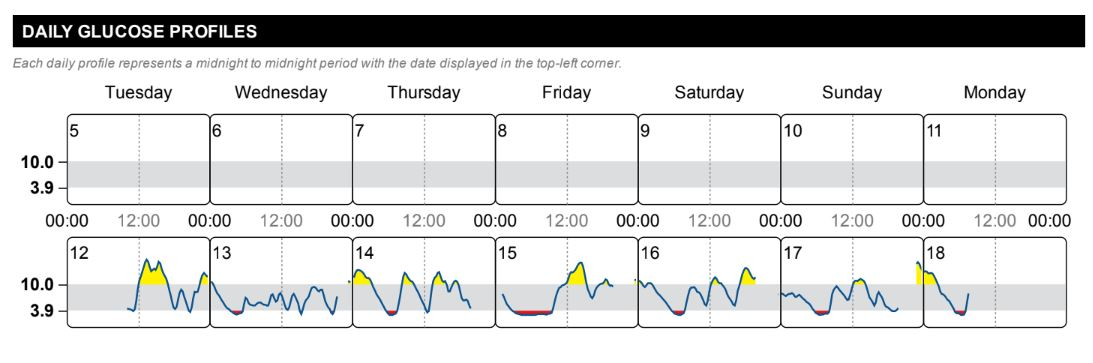 DAILY GLUCOSE PROFILES
Each daily profile represents a midnight to midnight period with the date displayed in the top-left corner.
Tuesday Wednesday Thursday Friday Saturday Sunday Monday
5 6 7 8 9 10 11
10.0
3.9
00:00 12:00 00:00 12:00 00:00 12:00 00:00 12:00 00:00 12:00 00:00 12:00 00:00 12:00 00:00
12 13 14 15 16 17 18
10.0
3.9